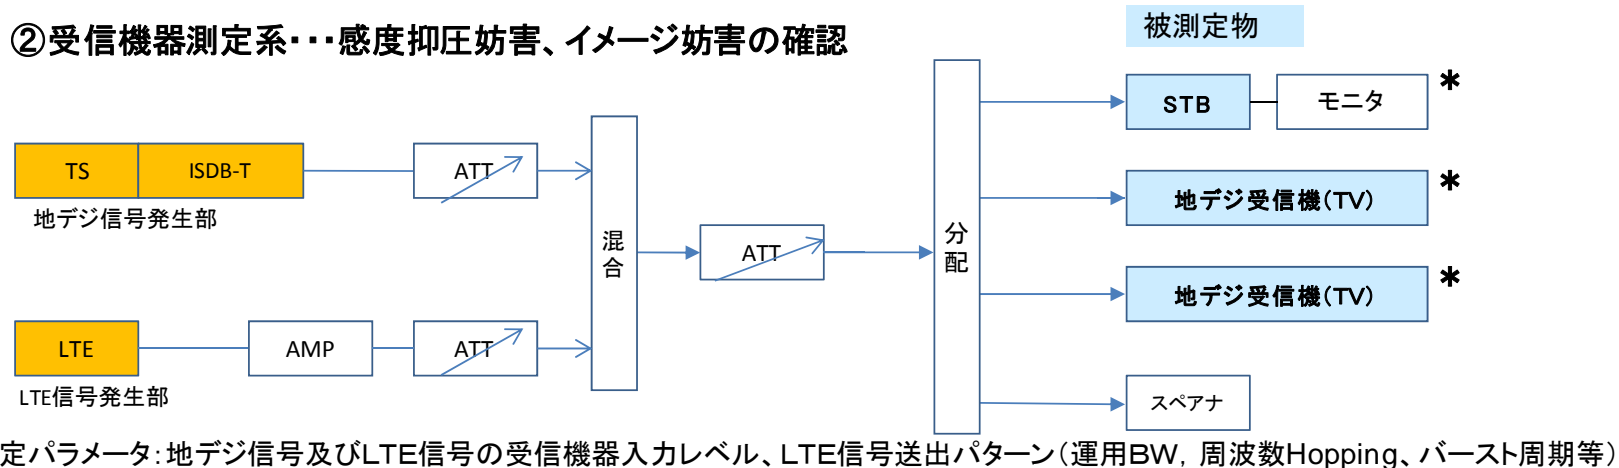 ②受信機器測定系・・・感度抑圧妨害、イメージ妨害の確認
被測定物
STB
モニタ
*
TS
ISDB-T
ATT
地デジ信号発生部
地デジ受信機(TV)
*
混合
ATT
分配
地デジ受信機(TV)
*
LTE
AMP
ATT
LTE信号発生部
スペアナ
定パラメータ:地デジ信号及びLTE信号の受信機器入力レベル、LTE信号送出パターン(運用BW, 周波数Hopping、バースト周期等)